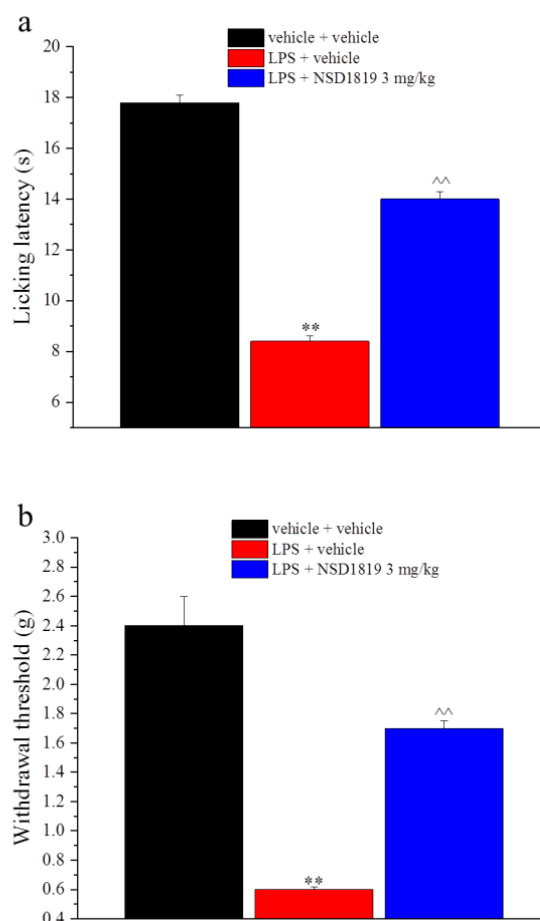 a
vehicle + vehicle
LPS + vehicle
LPS + NSD1819 3 mg/kg
Licking latency (s)
20
18
16
14
12
10
8
6
**
^^
b
vehicle + vehicle
LPS + vehicle
LPS + NSD1819 3 mg/kg
Withdrawal threshold (g)
3.0
2.8
2.6
2.4
2.2
2.0
1.8
1.6
1.4
1.2
1.0
0.8
0.6
0.4
**
^^